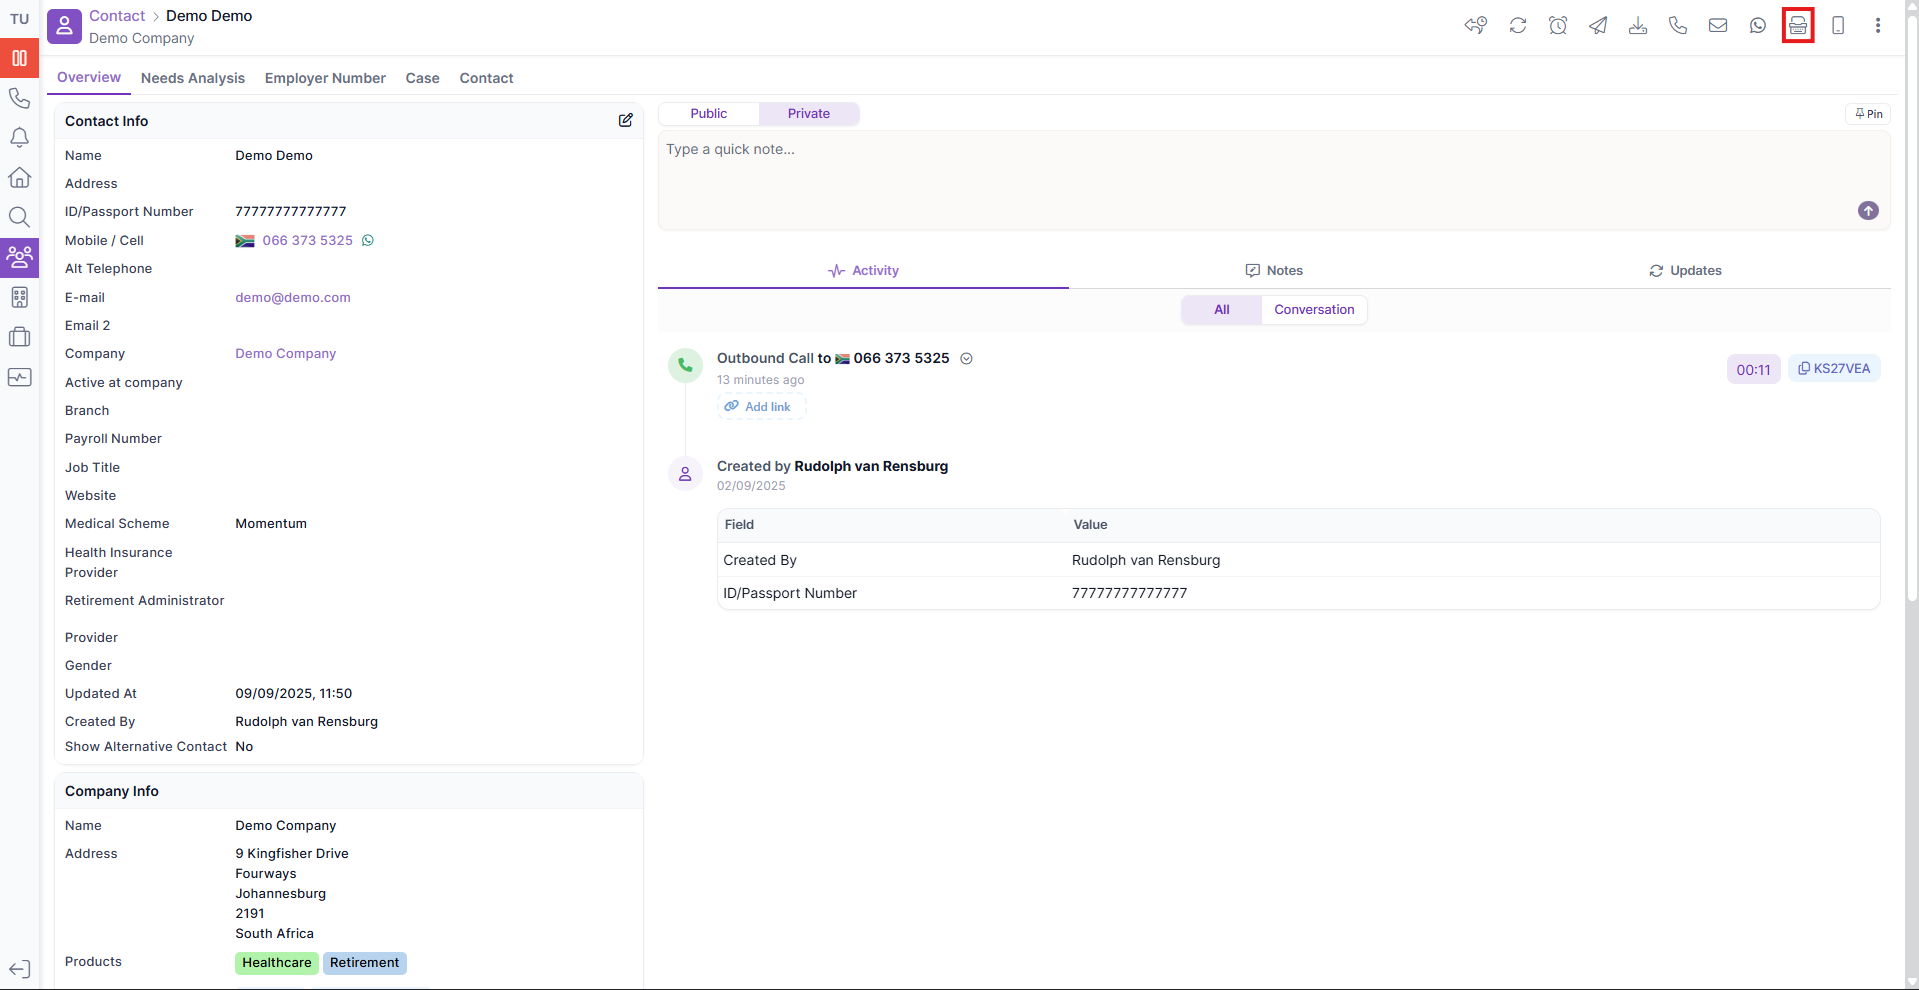 TU
Contact > Demo Demo
Demo Company
Overview Needs Analysis Employer Number Case Contact
Contact Info
Name Demo Demo
Address
ID/Passport Number 77777777777777
Mobile / Cell 066 373 5325
Alt Telephone
E-mail demo@demo.com
Email 2
Company Demo Company
Active at company
Branch
Payroll Number
Job Title
Website
Medical Scheme Momentum
Health Insurance
Provider
Retirement Administrator
Provider
Gender
Updated At 09/09/2025, 11:50
Created By Rudolph van Rensburg
Show Alternative Contact No
Company Info
Name Demo Company
Address 9 Kingfisher Drive
Fourways
Johannesburg
2191
South Africa
Products Healthcare Retirement
Public Private
Pin
Type a quick note...
Activity Notes Updates
All Conversation
Outbound Call to 066 373 5325
00:11 KS27VEA
13 minutes ago
Add link
Created by Rudolph van Rensburg
02/09/2025
Field Value
Created By Rudolph van Rensburg
ID/Passport Number 77777777777777